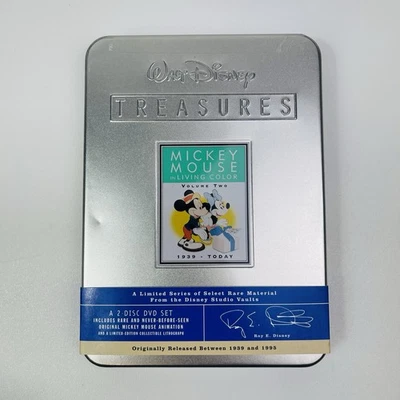 Walt Disney
TREASURES
MICKEY
MOUSE
IN LIVING COLOR
VOLUME TWO
1939 - TODAY
A Limited Series of Select Rare Material
From the Disney Studio Vaults
A 2 DISC DVD SET
INCLUDES RARE AND NEVER-BEFORE-SEEN
ORIGINAL MICKEY MOUSE ANIMATION
AND A LIMITED EDITION COLLECTIBLE LITHOGRAPH
Roy E. Disney
Originally Released Between 1939 and 1995